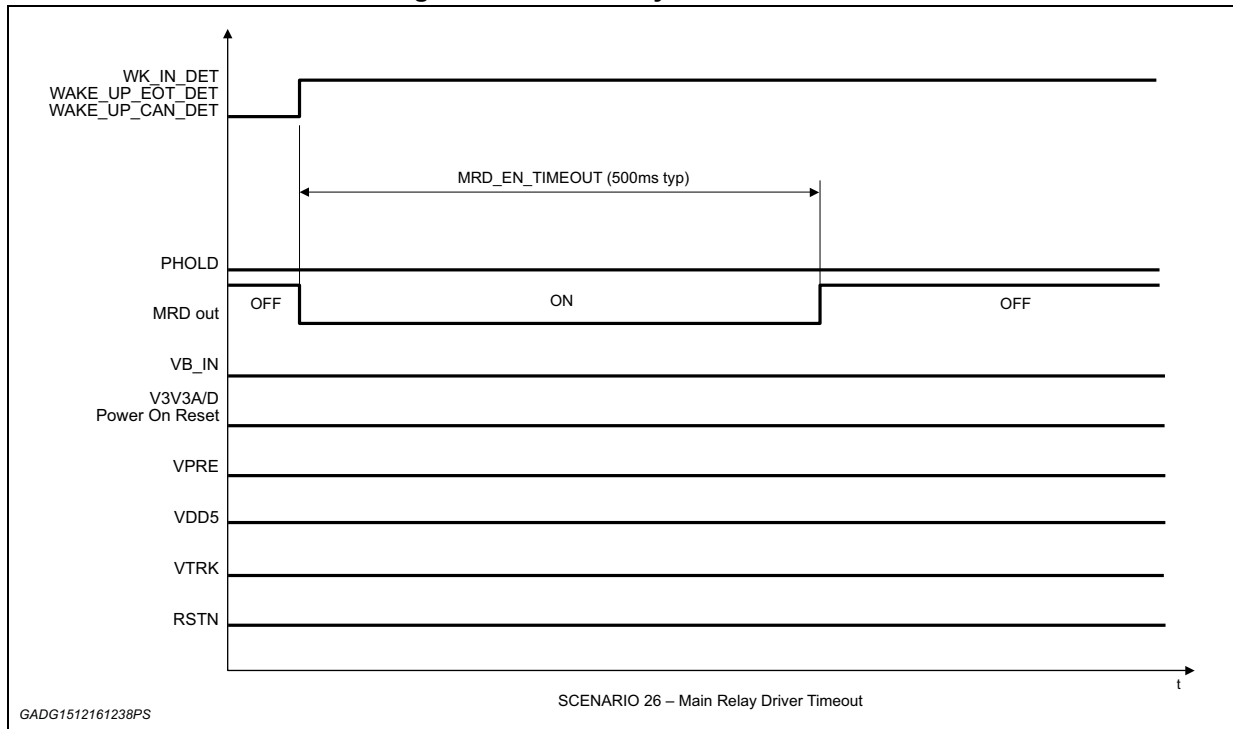 WK_IN_DET
WAKE_UP_EOT_DET
WAKE_UP_CAN_DET
MRD_EN_TIMEOUT (500ms typ)
PHOLD
OFF ON OFF
MRD out
VB_IN
V3V3A/D
Power On Reset
VPRE
VDD5
VTRK
RSTN
t
SCENARIO 26 – Main Relay Driver Timeout
GADG1512161238PS